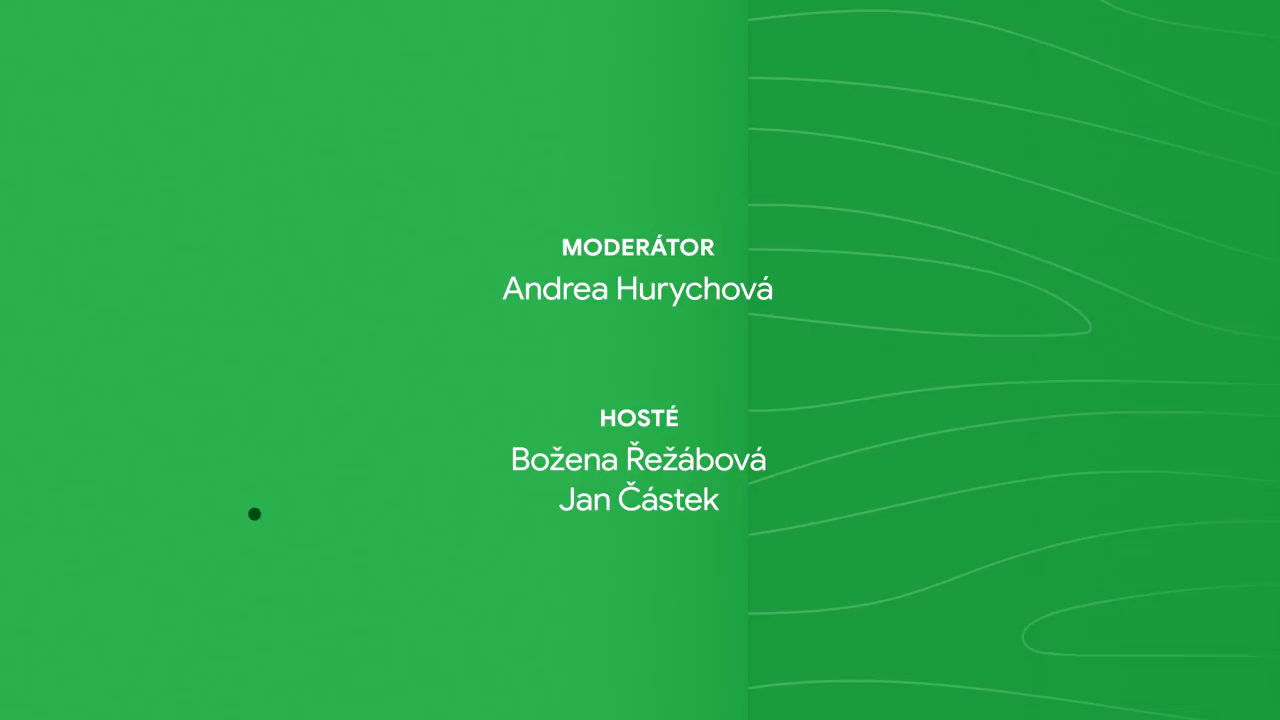 MODERÁTOR
Andrea Hurychová
HOSTÉ
Božena Řežábová
Jan Částek